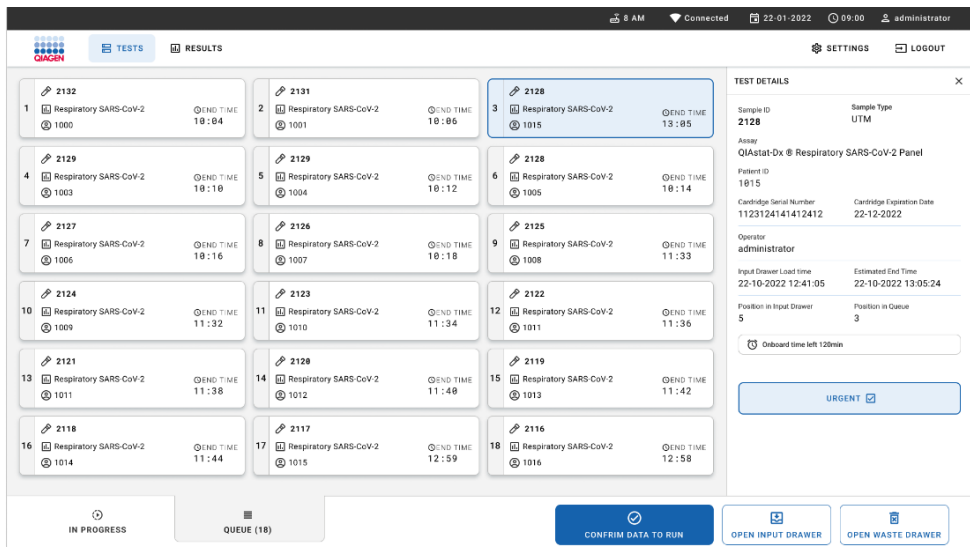 8 AM Connected 22-01-2022 09:00 administrator
QIAGEN TESTS RESULTS SETTINGS LOGOUT
1 2132 Respiratory SARS-CoV-2 1000 END TIME 10:04
2 2131 Respiratory SARS-CoV-2 1001 END TIME 10:06
3 2128 Respiratory SARS-CoV-2 1015 END TIME 13:05
4 2129 Respiratory SARS-CoV-2 1003 END TIME 10:10
5 2129 Respiratory SARS-CoV-2 1004 END TIME 10:12
6 2128 Respiratory SARS-CoV-2 1005 END TIME 10:14
7 2127 Respiratory SARS-CoV-2 1006 END TIME 10:16
8 2126 Respiratory SARS-CoV-2 1007 END TIME 10:18
9 2125 Respiratory SARS-CoV-2 1008 END TIME 11:33
10 2124 Respiratory SARS-CoV-2 1009 END TIME 11:32
11 2123 Respiratory SARS-CoV-2 1010 END TIME 11:34
12 2122 Respiratory SARS-CoV-2 1011 END TIME 11:36
13 2121 Respiratory SARS-CoV-2 1011 END TIME 11:38
14 2120 Respiratory SARS-CoV-2 1012 END TIME 11:40
15 2119 Respiratory SARS-CoV-2 1013 END TIME 11:42
16 2118 Respiratory SARS-CoV-2 1014 END TIME 11:44
17 2117 Respiratory SARS-CoV-2 1015 END TIME 12:59
18 2116 Respiratory SARS-CoV-2 1016 END TIME 12:58
TEST DETAILS
Sample ID Sample Type
2128 UTM
Assay
QIAstat-Dx ® Respiratory SARS-CoV-2 Panel
Patient ID
1015
Cardridge Serial Number Cardridge Expiration Date
1123124141412412 22-12-2022
Operator
administrator
Input Drawer Load time Estimated End Time
22-10-2022 12:41:05 22-10-2022 13:05:24
Position in Input Drawer Position in Queue
5 3
Onboard time left 120min
URGENT
IN PROGRESS
QUEUE (18)
CONFRIM DATA TO RUN
OPEN INPUT DRAWER
OPEN WASTE DRAWER